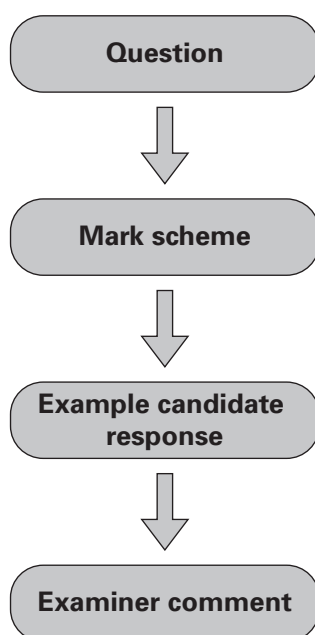 Question
Mark scheme
Example candidate
response
Examiner comment